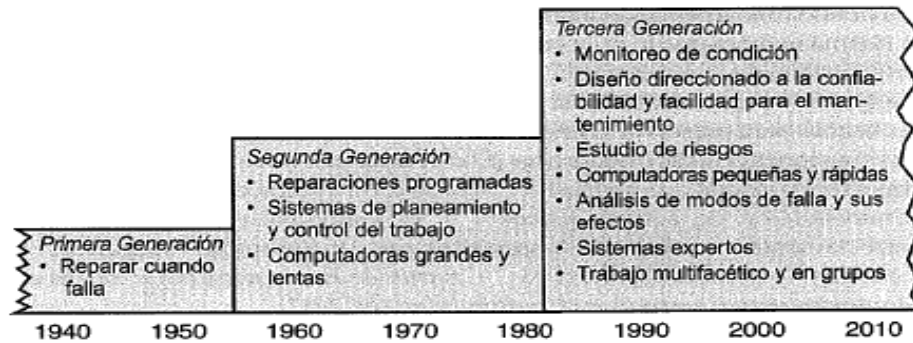 Primera Generación
• Reparar cuando
falla
Segunda Generación
• Reparaciones programadas
• Sistemas de planeamiento
y control del trabajo
• Computadoras grandes y
lentas
Tercera Generación
• Monitoreo de condición
• Diseño direccionado a la confia-
bilidad y facilidad para el man-
tenimiento
• Estudio de riesgos
• Computadoras pequeñas y rápidas
• Análisis de modos de falla y sus
efectos
• Sistemas expertos
• Trabajo multifacético y en grupos
1940 1950 1960 1970 1980 1990 2000 2010